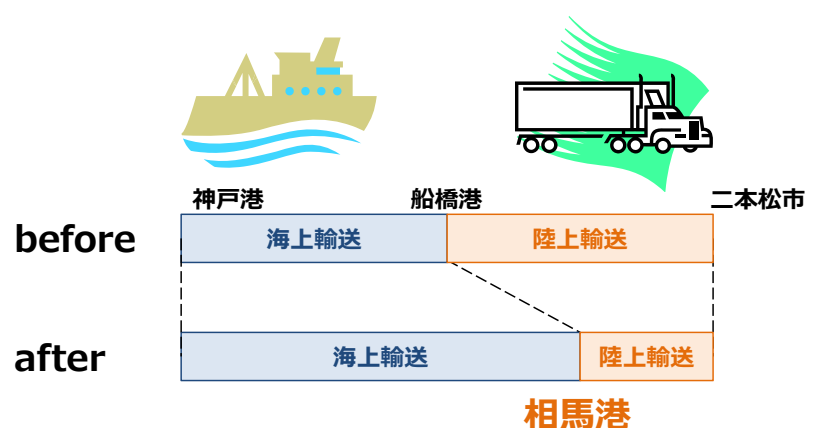 神戸港 船橋港 二本松市
before 海上輸送 陸上輸送
after 海上輸送 陸上輸送
相馬港